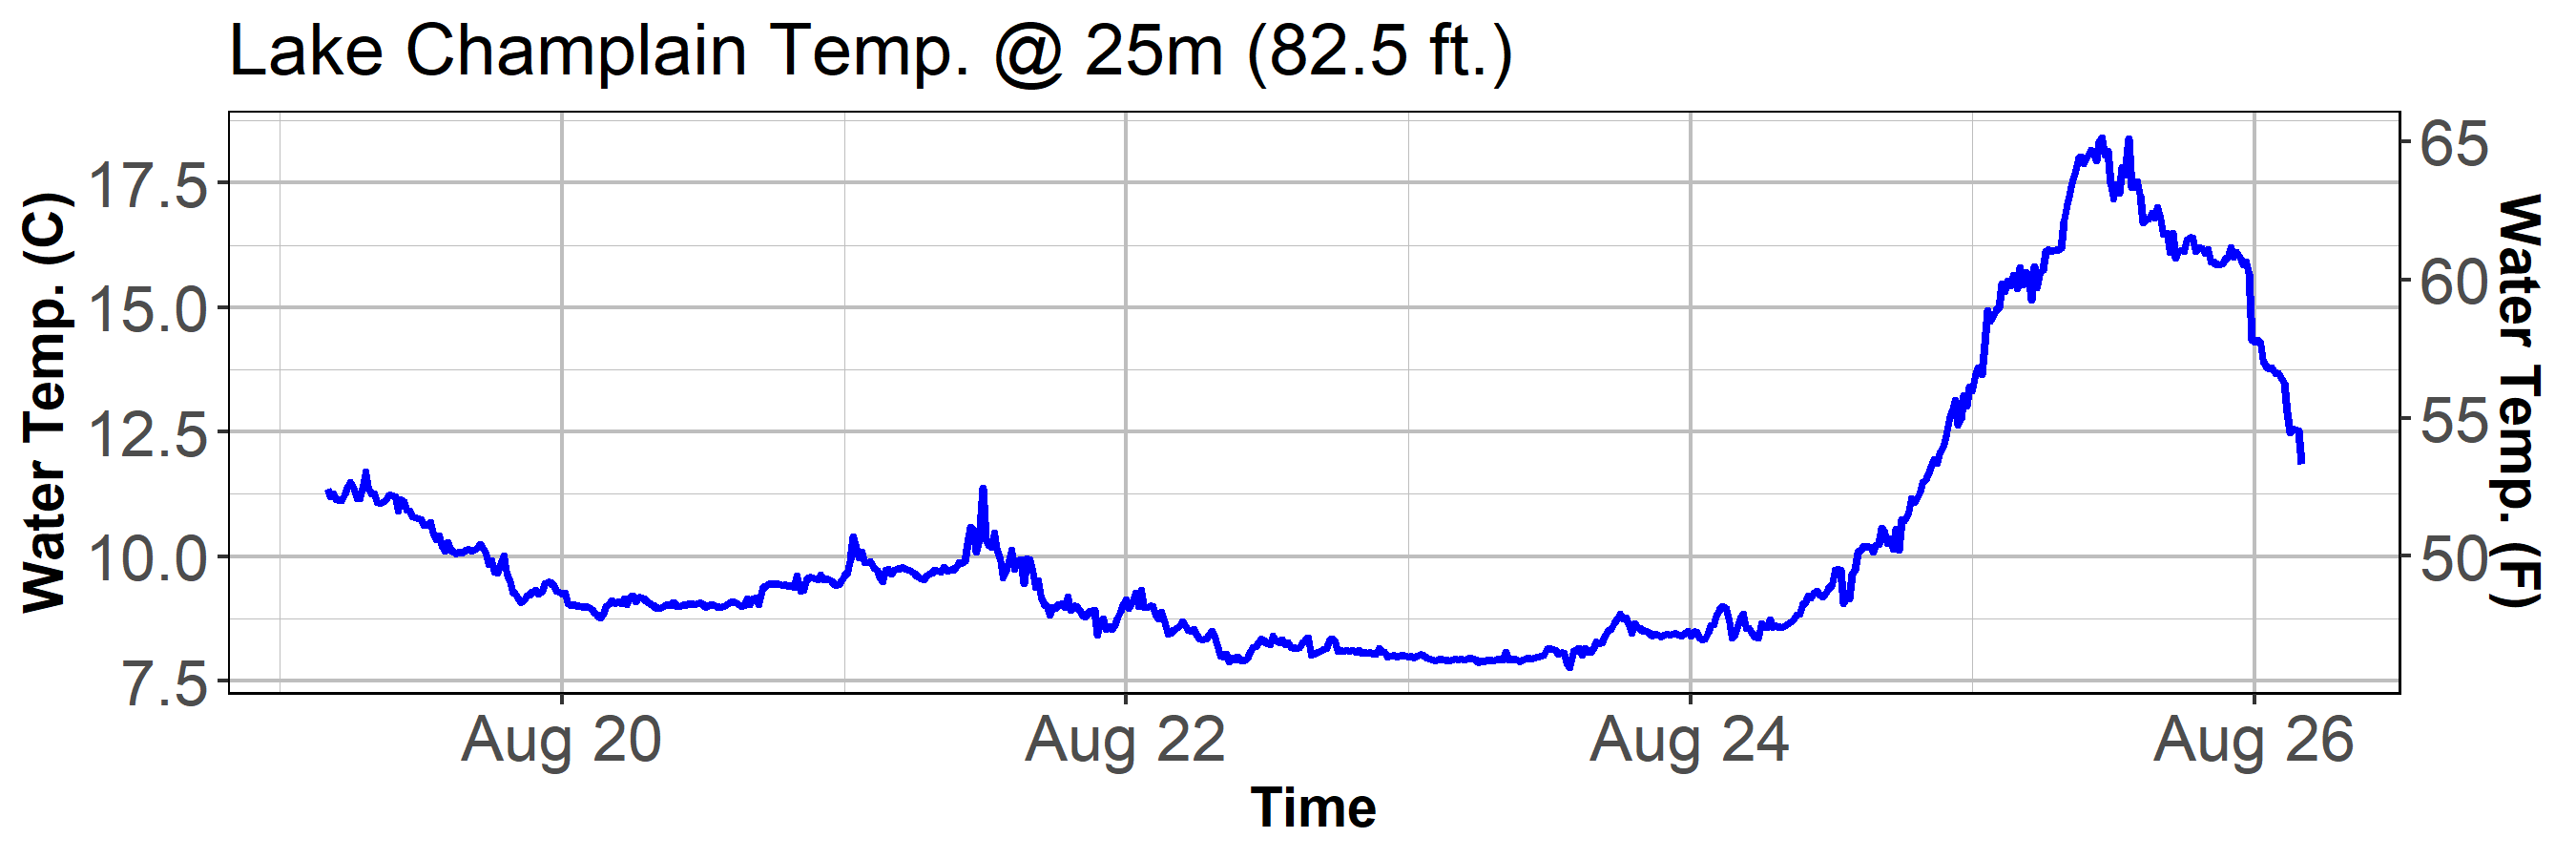 Lake Champlain Temp. @ 25m (82.5 ft.)
Water Temp. (C)
17.5
15.0
12.5
10.0
7.5
65
60
55
50
Water Temp. (F)
Aug 20
Aug 22
Aug 24
Aug 26
Time